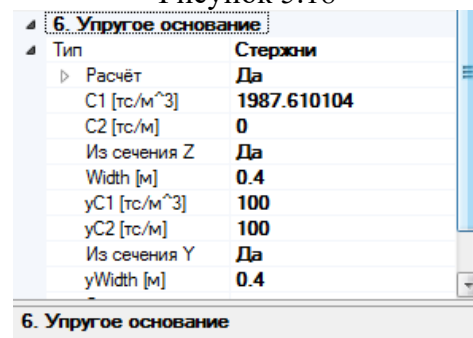 6. Упругое основание
Тип Стержни
Расчёт Да
C1 [тс/м^3] 1987.610104
C2 [тс/м] 0
Из сечения Z Да
Width [м] 0.4
yC1 [тс/м^3] 100
yC2 [тс/м] 100
Из сечения Y Да
yWidth [м] 0.4
6. Упругое основание